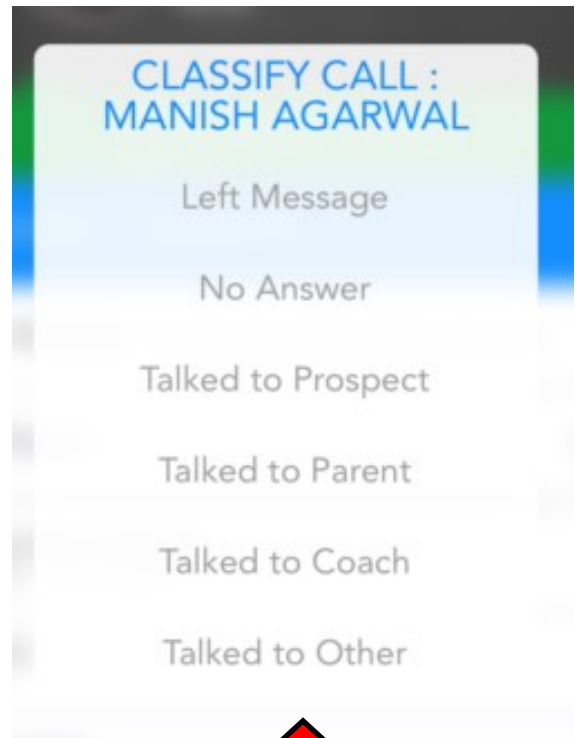 CLASSIFY CALL :
MANISH AGARWAL
Left Message
No Answer
Talked to Prospect
Talked to Parent
Talked to Coach
Talked to Other